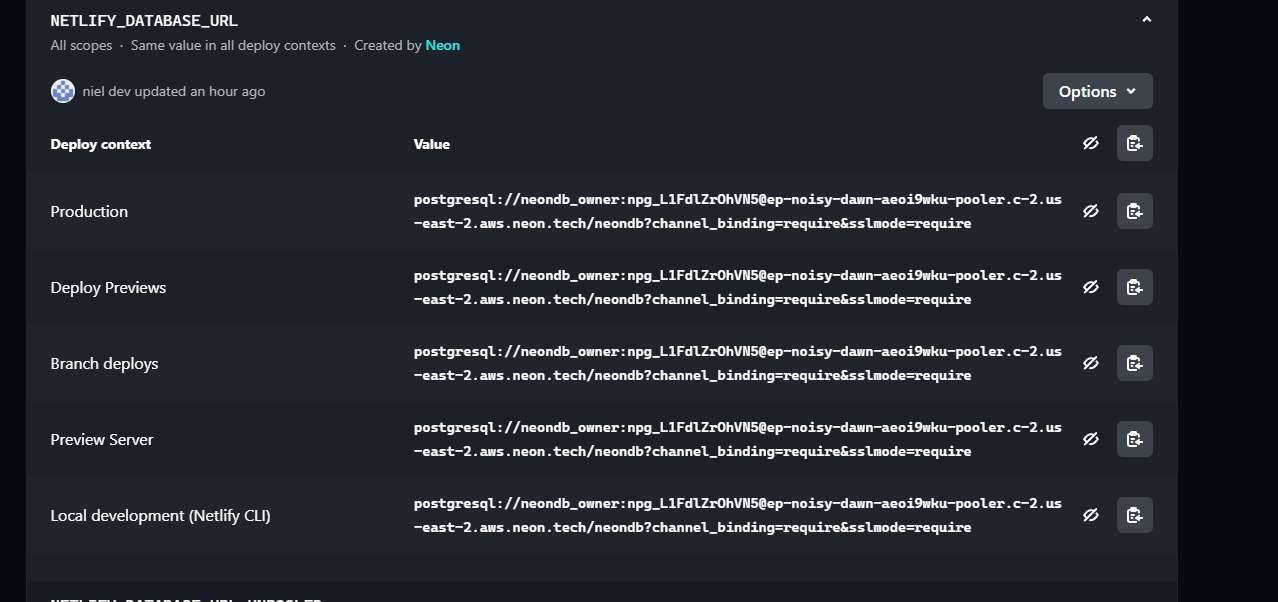 NETLIFY_DATABASE_URL
All scopes · Same value in all deploy contexts · Created by Neon
niel dev updated an hour ago
Options
Deploy context Value
Production
postgresql://neondb_owner:npg_L1FdlZrOhVN5@ep-noisy-dawn-aeoi9wku-pooler.c-2.us
-east-2.aws.neon.tech/neondb?channel_binding=require&sslmode=require
Deploy Previews
postgresql://neondb_owner:npg_L1FdlZrOhVN5@ep-noisy-dawn-aeoi9wku-pooler.c-2.us
-east-2.aws.neon.tech/neondb?channel_binding=require&sslmode=require
Branch deploys
postgresql://neondb_owner:npg_L1FdlZrOhVN5@ep-noisy-dawn-aeoi9wku-pooler.c-2.us
-east-2.aws.neon.tech/neondb?channel_binding=require&sslmode=require
Preview Server
postgresql://neondb_owner:npg_L1FdlZrOhVN5@ep-noisy-dawn-aeoi9wku-pooler.c-2.us
-east-2.aws.neon.tech/neondb?channel_binding=require&sslmode=require
Local development (Netlify CLI)
postgresql://neondb_owner:npg_L1FdlZrOhVN5@ep-noisy-dawn-aeoi9wku-pooler.c-2.us
-east-2.aws.neon.tech/neondb?channel_binding=require&sslmode=require
NETLIFY_DATABASE_URL_UNPOOLED